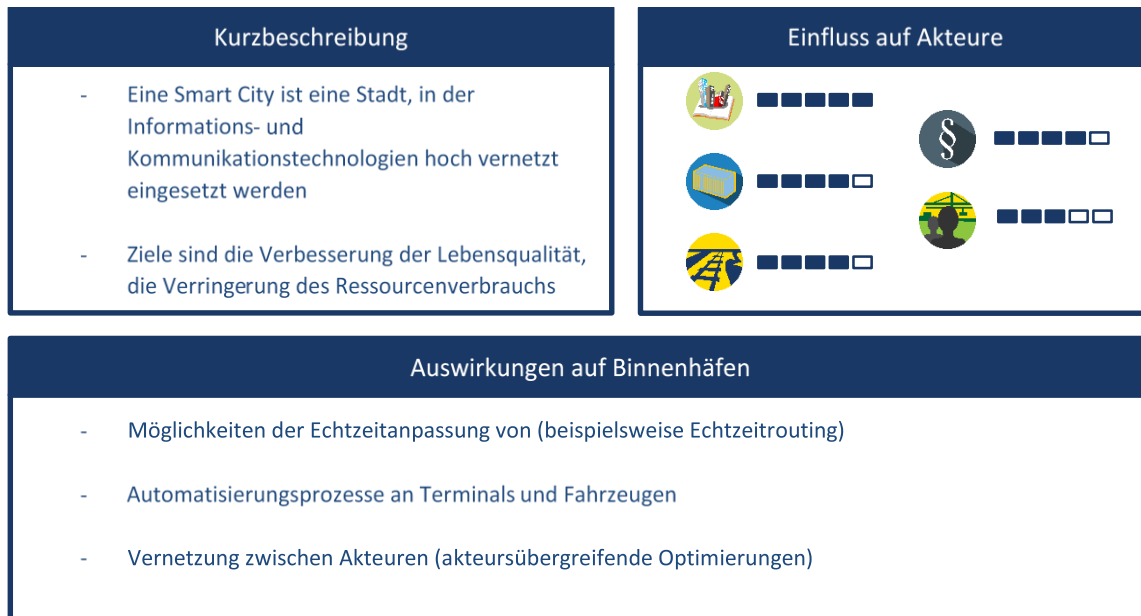 Kurzbeschreibung
- Eine Smart City ist eine Stadt, in der
Informations- und
Kommunikationstechnologien hoch vernetzt
eingesetzt werden
- Ziele sind die Verbesserung der Lebensqualität,
die Verringerung des Ressourcenverbrauchs
Einfluss auf Akteure
§
Auswirkungen auf Binnenhäfen
- Möglichkeiten der Echtzeitanpassung von (beispielsweise Echtzeitrouting)
- Automatisierungsprozesse an Terminals und Fahrzeugen
- Vernetzung zwischen Akteuren (akteursübergreifende Optimierungen)